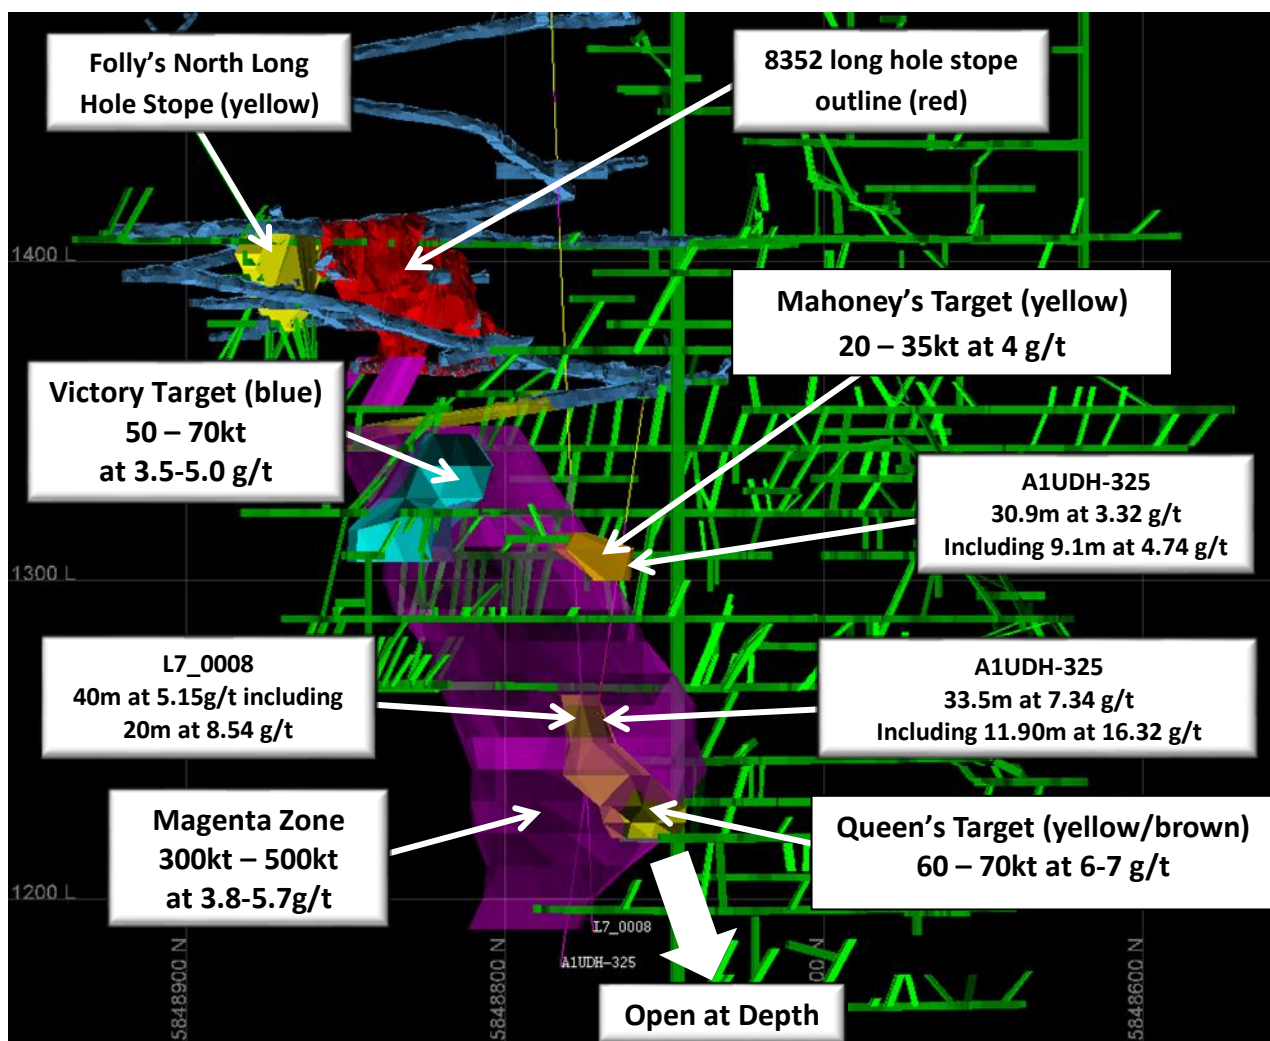 Folly's North Long
Hole Stope (yellow)
8352 long hole stope
outline (red)
1400 L
Mahoney's Target (yellow)
20 – 35kt at 4 g/t
Victory Target (blue)
50 – 70kt
at 3.5-5.0 g/t
A1UDH-325
30.9m at 3.32 g/t
Including 9.1m at 4.74 g/t
1300 L
L7_0008
40m at 5.15g/t including
20m at 8.54 g/t
A1UDH-325
33.5m at 7.34 g/t
Including 11.90m at 16.32 g/t
Magenta Zone
300kt – 500kt
at 3.8-5.7g/t
Queen's Target (yellow/brown)
60 – 70kt at 6-7 g/t
1200 L
L7_0008
A1UDH-325
5848900 N
5848800 N
00 N
5848600 N
Open at Depth